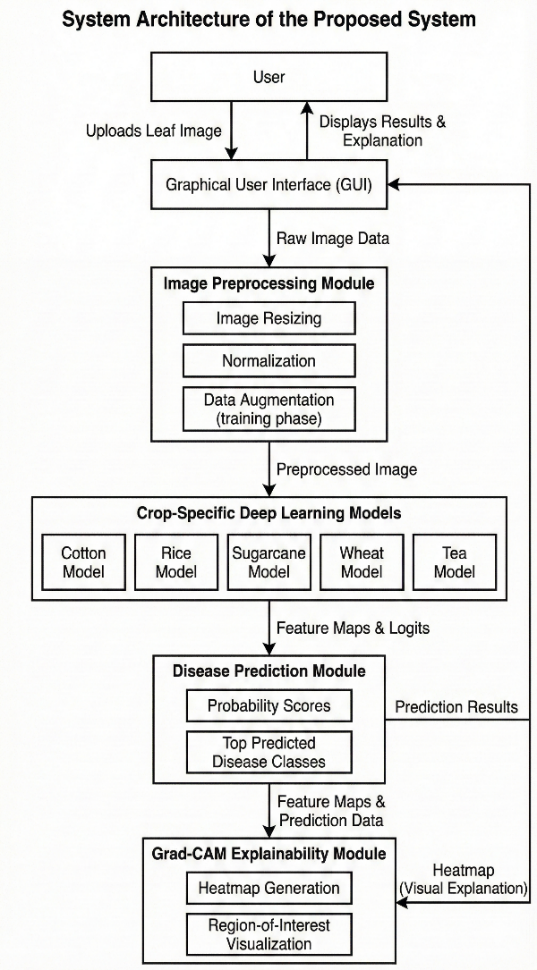 System Architecture of the Proposed System
User
Uploads Leaf Image
Displays Results &
Explanation
Graphical User Interface (GUI)
Raw Image Data
Image Preprocessing Module
Image Resizing
Normalization
Data Augmentation
(training phase)
Preprocessed Image
Crop-Specific Deep Learning Models
Cotton
Model
Rice
Model
Sugarcane
Model
Wheat
Model
Tea
Model
Feature Maps & Logits
Disease Prediction Module
Probability Scores
Top Predicted
Disease Classes
Prediction Results
Feature Maps &
Prediction Data
Grad-CAM Explainability Module
Heatmap Generation
Region-of-Interest
Visualization
Heatmap
(Visual Explanation)